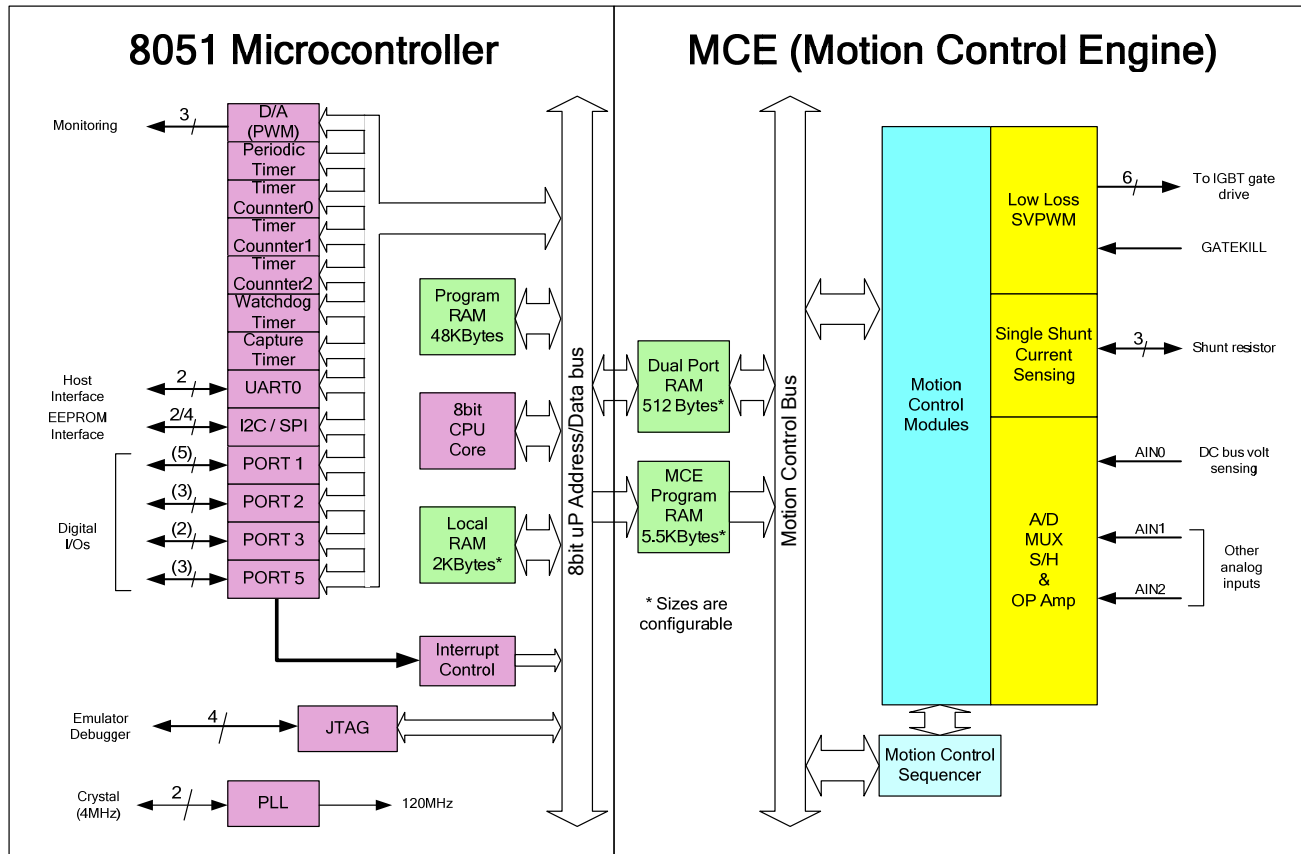 8051 Microcontroller
MCE (Motion Control Engine)
Monitoring
3
D/A
(PWM)
Periodic
Timer
Timer
Counnter0
Timer
Counnter1
Timer
Counnter2
Watchdog
Timer
Capture
Timer
Host
Interface
2
UART0
EEPROM
Interface
2/4
I2C / SPI
Digital
I/Os
(5)
PORT 1
(3)
PORT 2
(2)
PORT 3
(3)
PORT 5
Program
RAM
48KBytes
8bit
CPU
Core
Local
RAM
2KBytes*
Interrupt
Control
Emulator
Debugger
4
JTAG
Crystal
(4MHz)
2
PLL
120MHz
8bit uP Address/Data bus
Dual Port
RAM
512 Bytes*
MCE
Program
RAM
5.5KBytes*
* Sizes are
configurable
Motion Control Bus
Motion
Control
Modules
Low Loss
SVPWM
6
To IGBT gate
drive
GATEKILL
Single Shunt
Current
Sensing
3
Shunt resistor
A/D
MUX
S/H
&
OP Amp
AIN0
DC bus volt
sensing
AIN1
AIN2
Other
analog
inputs
Motion Control
Sequencer